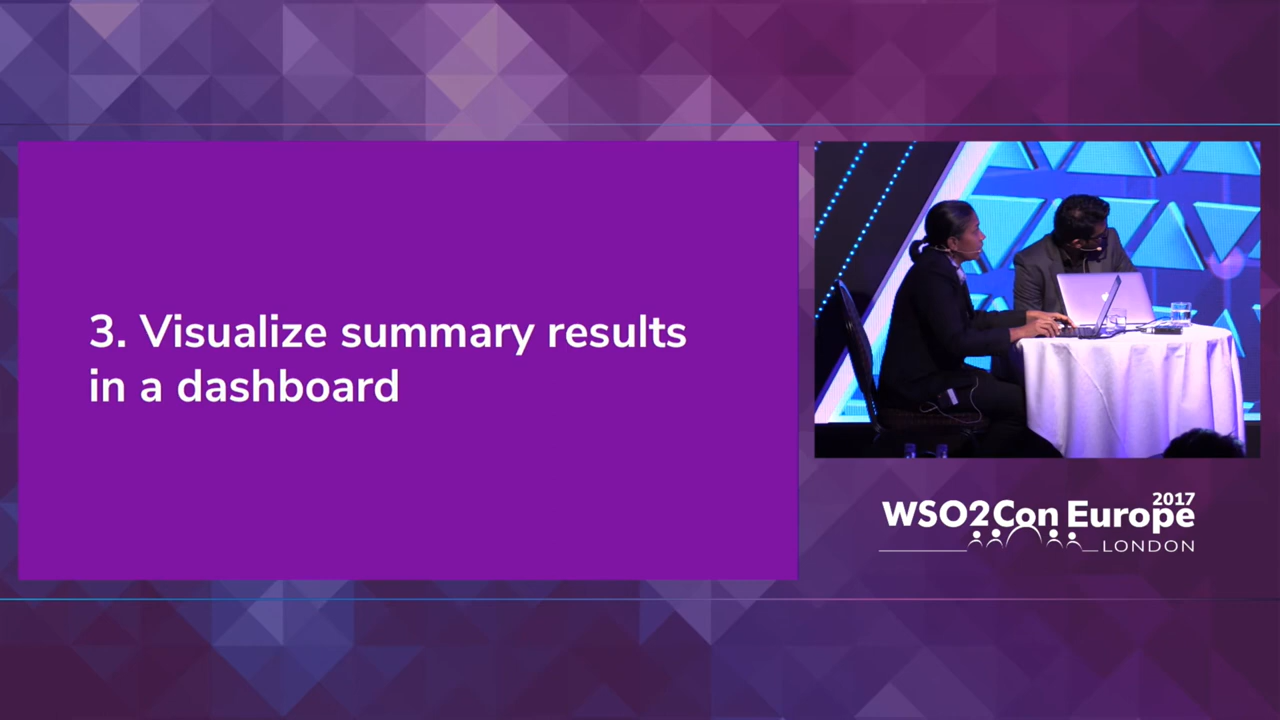 3. Visualize summary results
in a dashboard
2017
WSO2Con Europe
LONDON